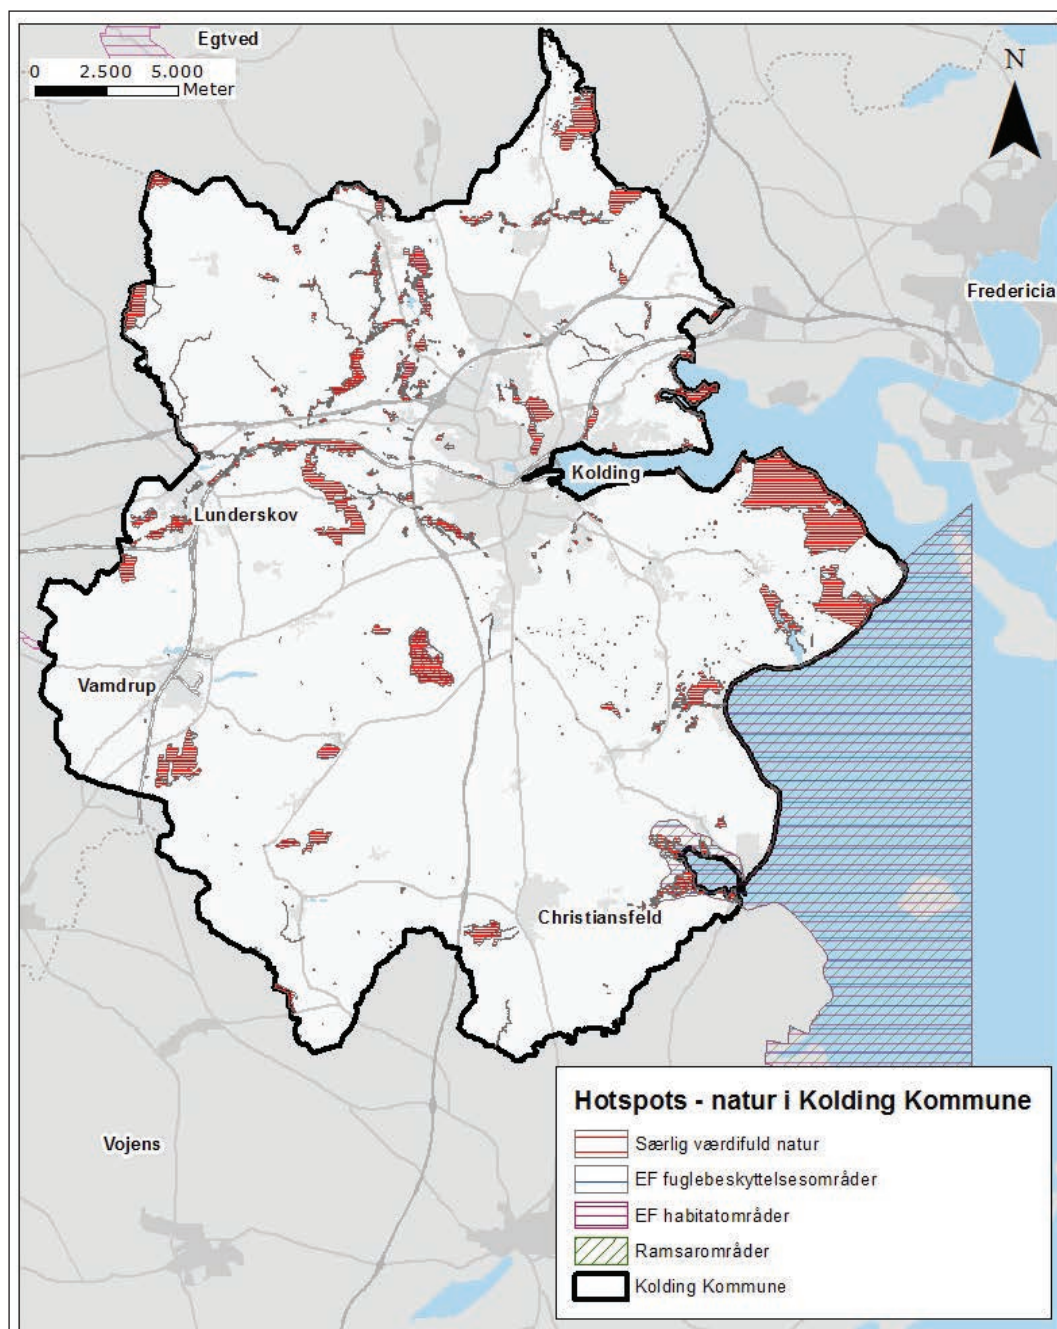 Egtved
0 2.500 5.000
Meter
N
Fredericia
Kolding
Lunderskov
Vamdrup
Christiansfeld
Vojens
Hotspots - natur i Kolding Kommune
Særlig værdifuld natur
EF fuglebeskyttelsesområder
EF habitatområder
Ramsarområder
Kolding Kommune